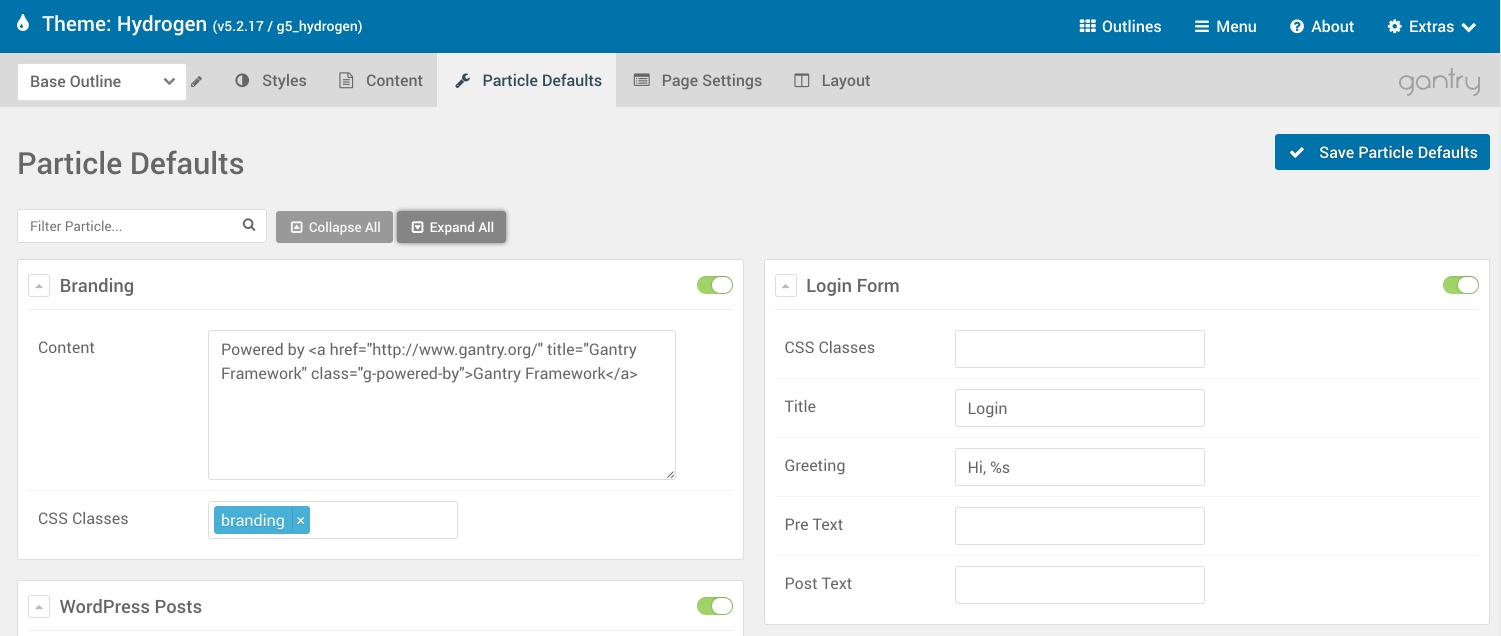 Theme: Hydrogen (v5.2.17 / g5_hydrogen)
Outlines
Menu
About
Extras
Base Outline
Styles
Content
Particle Defaults
Page Settings
Layout
gantry
Particle Defaults
Save Particle Defaults
Filter Particle...
Collapse All
Expand All
Branding
Content
Powered by <a href="http://www.gantry.org/" title="Gantry
Framework" class="g-powered-by">Gantry Framework</a>
CSS Classes
branding ×
WordPress Posts
Login Form
CSS Classes
Title
Login
Greeting
Hi, %s
Pre Text
Post Text